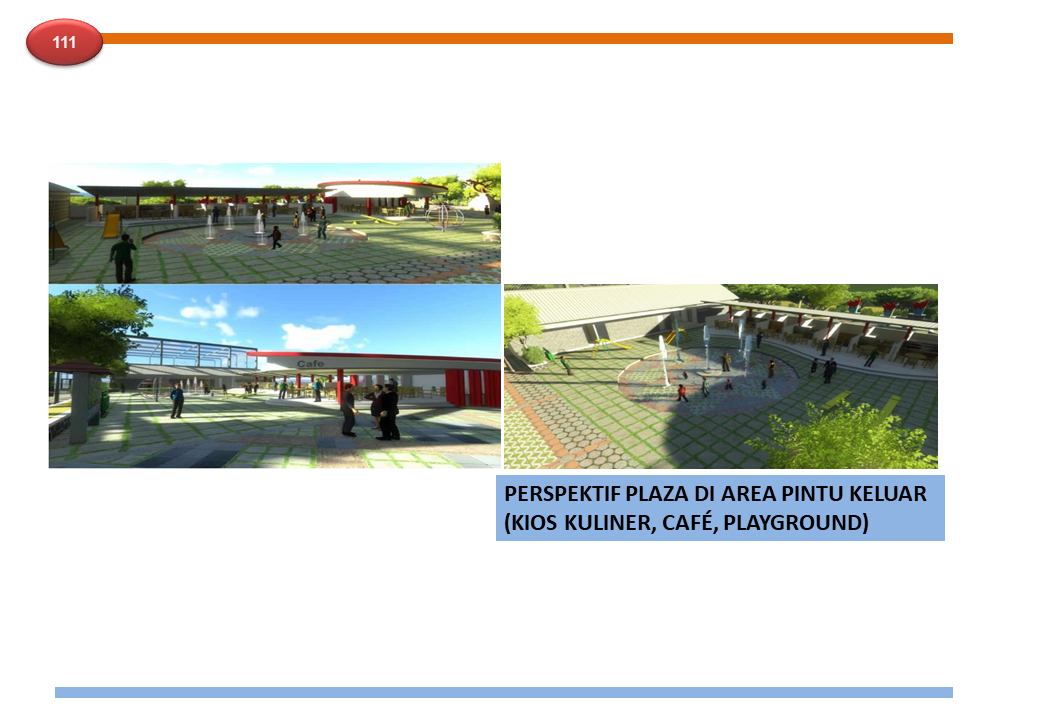 111
Cafe
PERSPEKTIF PLAZA DI AREA PINTU KELUAR
(KIOS KULINER, CAFÉ, PLAYGROUND)